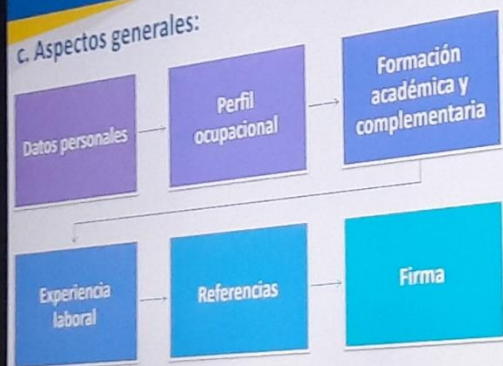 c. Aspectos generales:
Datos personales
Perfil
ocupacional
Formación
académica y
complementaria
Experiencia
laboral
Referencias
Firma